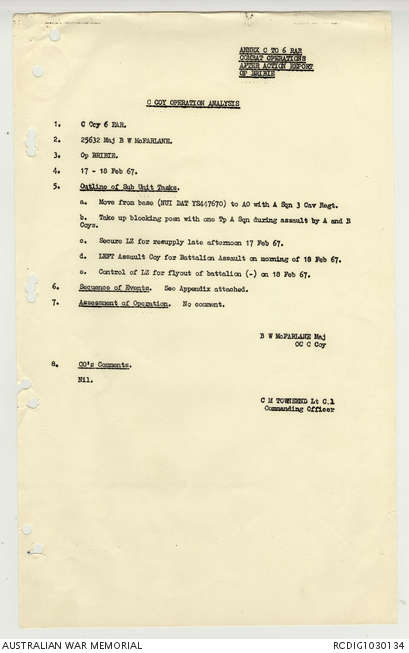 ANNEX C TO 6 RAR
COMBAT OPERATIONS
AFTER ACTION REPORT
OP BRIBIE
C COY OPERATION ANALYSIS
1. C Coy 6 RAR.
2. 25632 Maj B W McFARLANE.
3. Op BRIBIE.
4. 17 - 18 Feb 67.
5. Outline of Sub Unit Tasks.
a. Move from base (NUI DAT YS447670) to AO with A Sqn 3 Cav Regt.
b. Take up blocking posn with one Tp A Sqn during assault by A and B
Coys.
c. Secure LZ for resupply late afternoon 17 Feb 67.
d. LEFT Assault Coy for Battalion Assault on morning of 18 Feb 67.
e. Control of LZ for flyout of battalion (-) on 18 Feb 67.
6. Sequence of Events. See Appendix attached.
7. Assessment of Operation. No comment.
B W McFARLANE Maj
OC C Coy
8. CO's Comments.
Nil.
C M TOWNSEND Lt C.l
Commanding Officer
AUSTRALIAN WAR MEMORIAL
RCDIG1030134